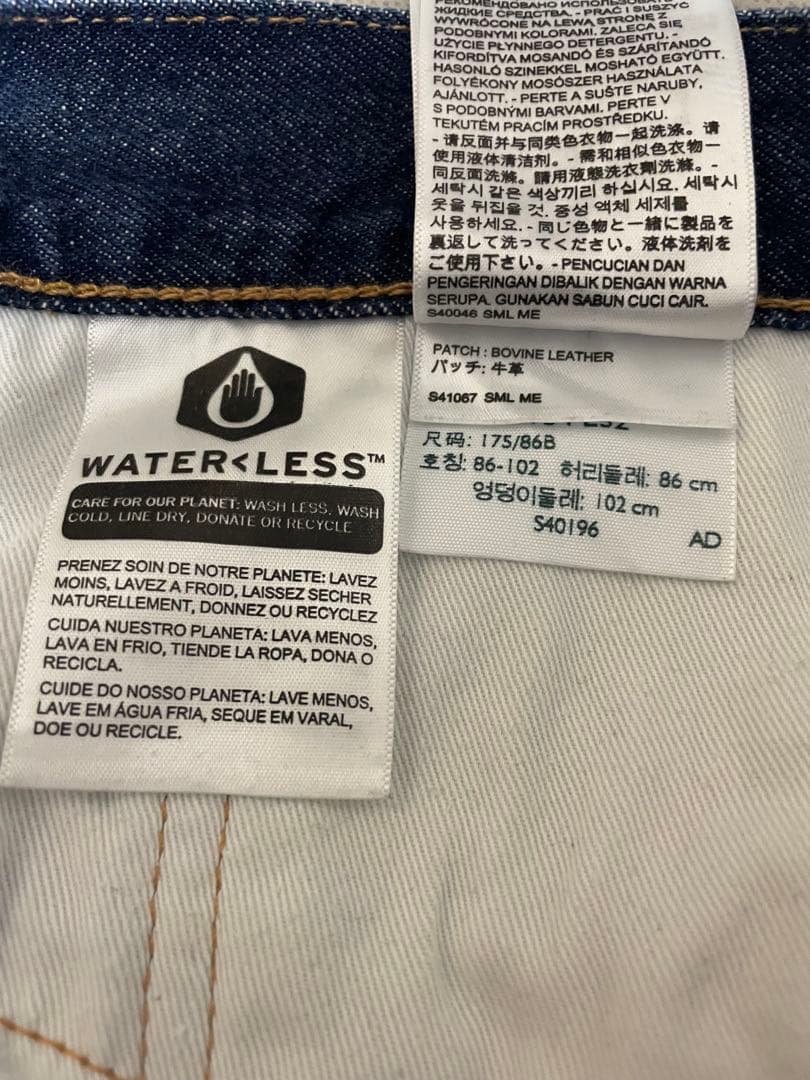 РЕКОМЕНДОВАНО ИСПОЛЬЗОВАТЬ
ЖИДКИЕ СРЕДСТВА. - PRAĆ I SUSZYĆ
WYWRÓCONE NA LEWĄ STRONĘ Z
PODOBNYMI KOLORAMI. ZALECA SIĘ
UŻYCIE PŁYNNEGO DETERGENTU. -
KIFORDÍTVA MOSANDÓ ÉS SZÁRÍTANDÓ
HASONLÓ SZINEKKEL MOSHATÓ EGYÜTT.
FOLYÉKONY MOSÓSZER HASZNÁLATA
AJÁNLOTT. - PERTE A SUŠTE NARUBY,
S PODOBNÝMI BARVAMI. PERTE V
TEKUTÉM PRACÍM PROSTŘEDKU.
- 请反面并与同类色衣物一起洗涤。请
使用液体清洁剂。- 需和相似色衣物一
同反面洗滌。請用液態洗衣劑洗滌。-
세탁시 같은 색상끼리 하십시요. 세탁시
옷을 뒤집을 것. 중성 액체 세제를
사용하세요. - 同じ色物と一緒に製品を
裏返して洗ってください。液体洗剤を
ご使用下さい。- PENCUCIAN DAN
PENGERINGAN DIBALIK DENGAN WARNA
SERUPA. GUNAKAN SABUN CUCI CAIR.
S40046 SML ME
PATCH : BOVINE LEATHER
パッチ: 牛革
S41067 SML ME
尺码: 175/86B
호칭: 86-102 허리둘레: 86 cm
엉덩이둘레: 102 cm
S40196
AD
WATER<LESS™
CARE FOR OUR PLANET: WASH LESS, WASH
COLD, LINE DRY, DONATE OR RECYCLE
PRENEZ SOIN DE NOTRE PLANETE: LAVEZ
MOINS, LAVEZ A FROID, LAISSEZ SECHER
NATURELLEMENT, DONNEZ OU RECYCLEZ
CUIDA NUESTRO PLANETA: LAVA MENOS,
LAVA EN FRIO, TIENDE LA ROPA, DONA O
RECICLA.
CUIDE DO NOSSO PLANETA: LAVE MENOS,
LAVE EM ÁGUA FRIA, SEQUE EM VARAL,
DOE OU RECICLE.